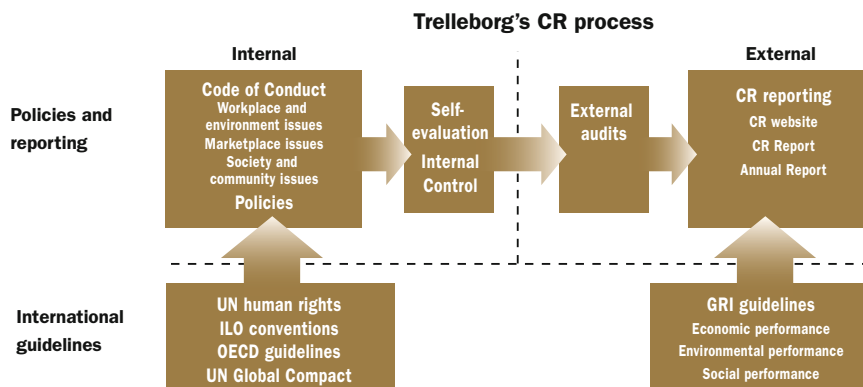 Trelleborg's CR process
Internal
External
Policies and
reporting
Code of Conduct
Workplace and
environment issues
Marketplace issues
Society and
community issues
Policies
Self-
evaluation
Internal
Control
External
audits
CR reporting
CR website
CR Report
Annual Report
International
guidelines
UN human rights
ILO conventions
OECD guidelines
UN Global Compact
GRI guidelines
Economic performance
Environmental performance
Social performance